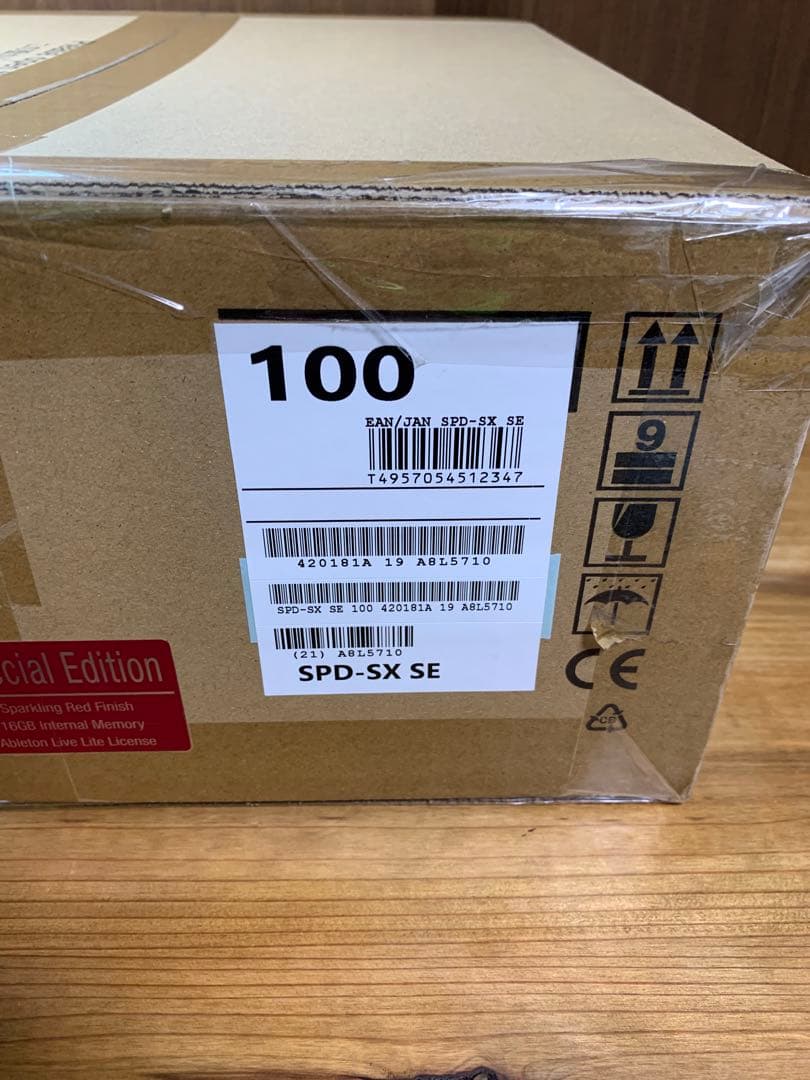 100
EAN/JAN SPD-SX SE
T4957054512347
420181A 19 A8L5710
SPD-SX SE 100 420181A 19 A8L5710
(21) A8L5710
SPD-SX SE
9
CE
CB
cial Edition
Sparkling Red Finish
16GB Internal Memory
Ableton Live Lite License